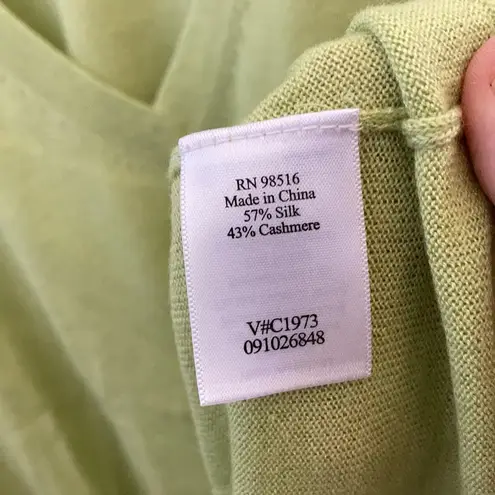 RN 98516
Made in China
57% Silk
43% Cashmere
V#C1973
091026848